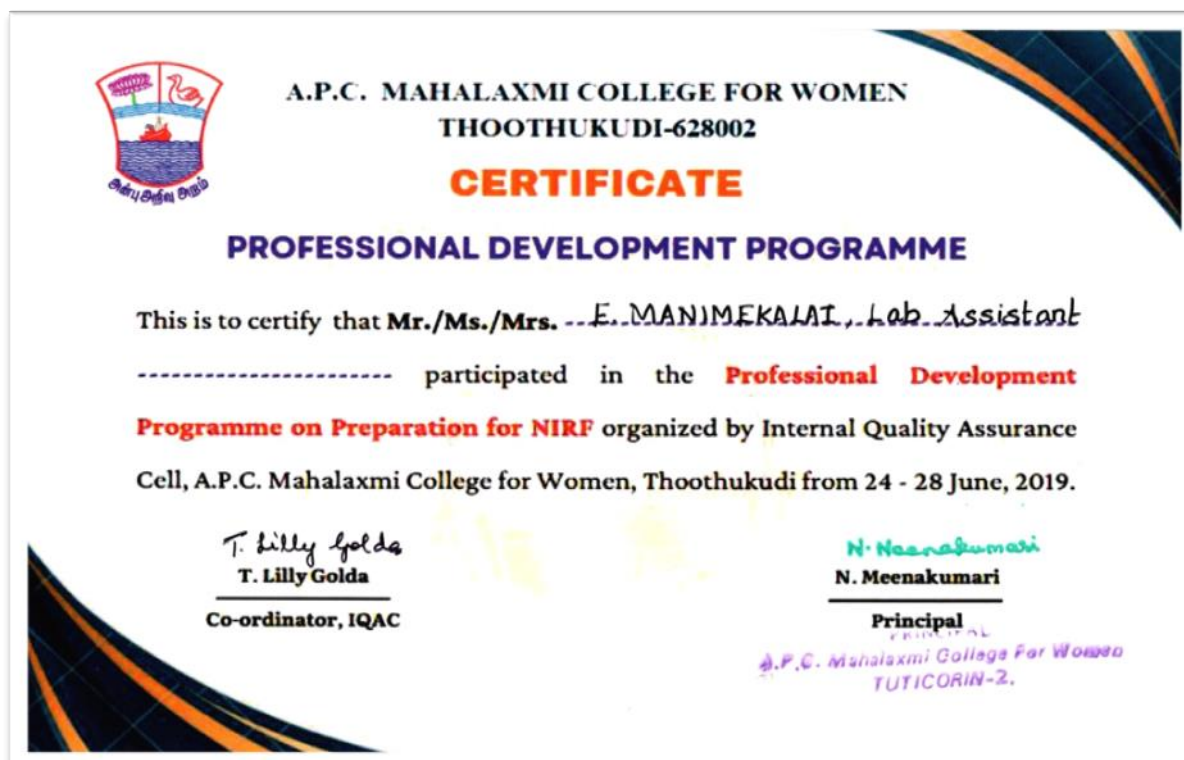 A.P.C. MAHALAXMI COLLEGE FOR WOMEN
THOOTHUKUDI-628002
அன்பு அறிவு அறம்
CERTIFICATE
PROFESSIONAL DEVELOPMENT PROGRAMME
This is to certify that Mr./Ms./Mrs. E. MANIMEKALAI, Lab Assistant
participated in the Professional Development
Programme on Preparation for NIRF organized by Internal Quality Assurance
Cell, A.P.C. Mahalaxmi College for Women, Thoothukudi from 24 - 28 June, 2019.
T. Lilly Golda
T. Lilly Golda
Co-ordinator, IQAC
N. Meenakumari
N. Meenakumari
Principal
PRINCIPAL
A.P.C. Mahalaxmi College For Women
TUTICORIN-2.